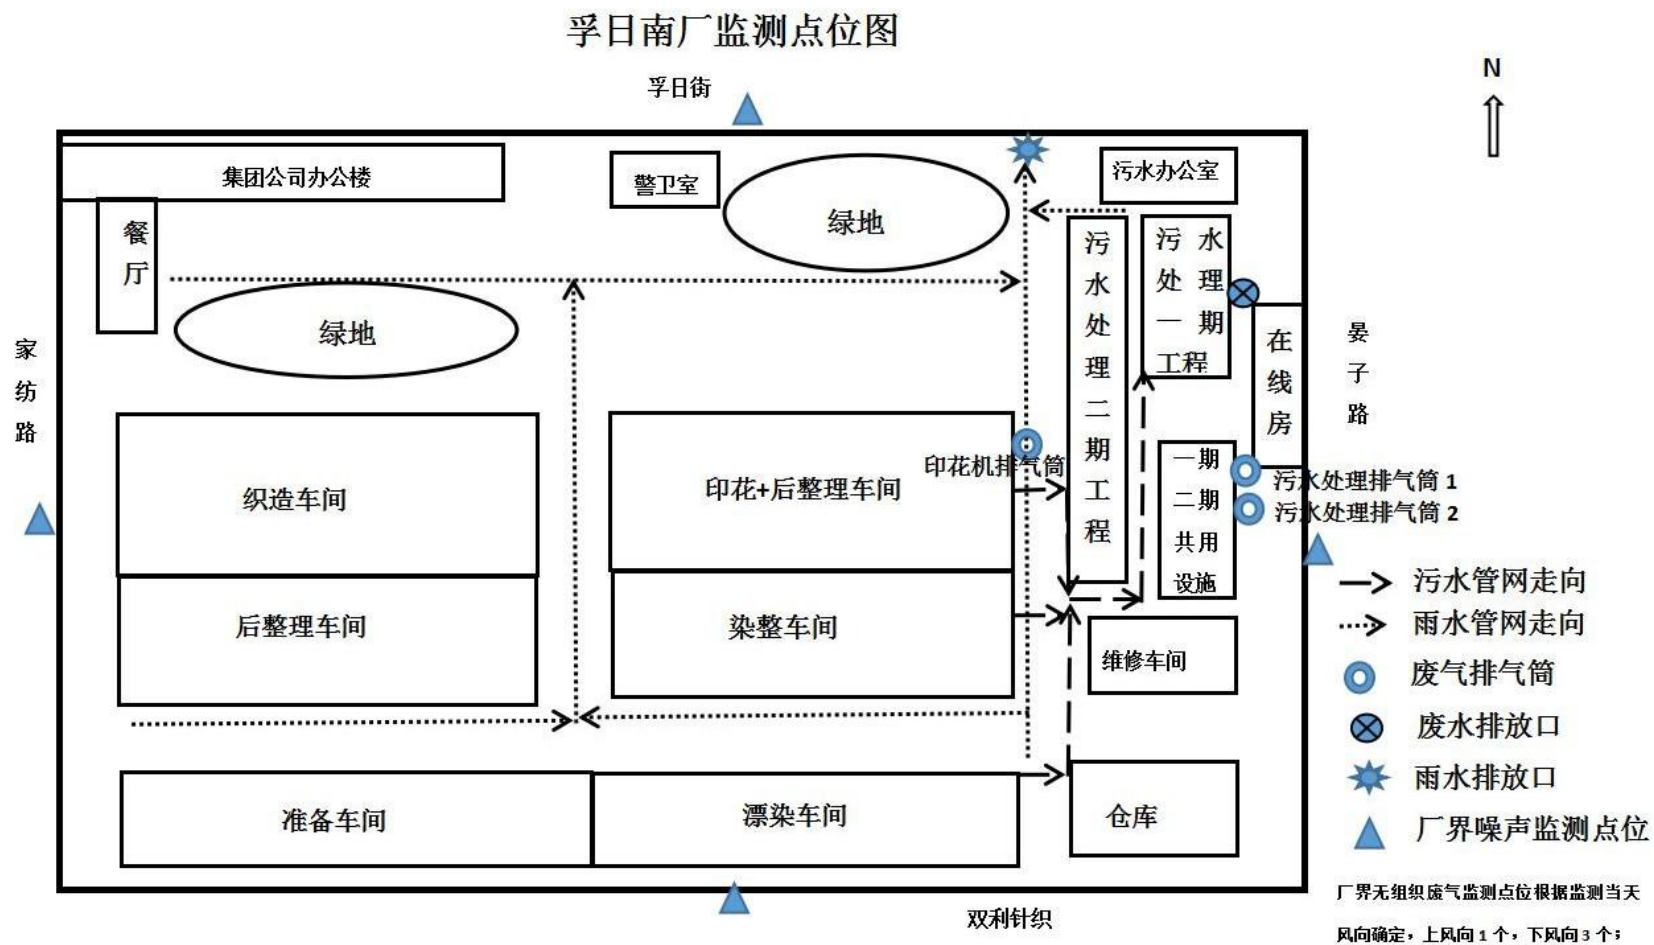 孚日南厂监测点位图
孚日街
N
集团公司办公楼
警卫室
污水办公室
餐厅
绿地
绿地
污水处理二期工程
污水处理一期工程
在线房
家纺路
晏子路
织造车间
印花+后整理车间
印花机排气筒
一期二期共用设施
污水处理排气筒 1
污水处理排气筒 2
后整理车间
染整车间
维修车间
准备车间
漂染车间
仓库
双利针织
污水管网走向
雨水管网走向
废气排气筒
废水排放口
雨水排放口
厂界噪声监测点位
厂界无组织废气监测点位根据监测当天
风向确定，上风向 1 个，下风向 3 个；